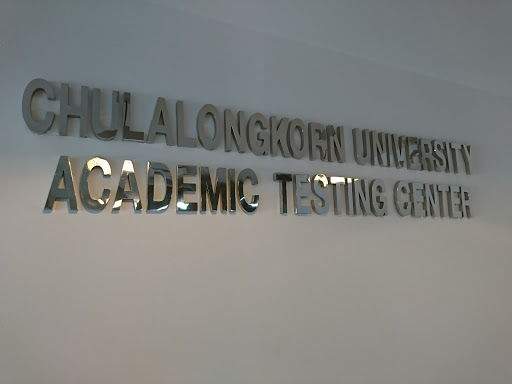 CHULALONGKORN UNIVERSITY
ACADEMIC TESTING CENTER